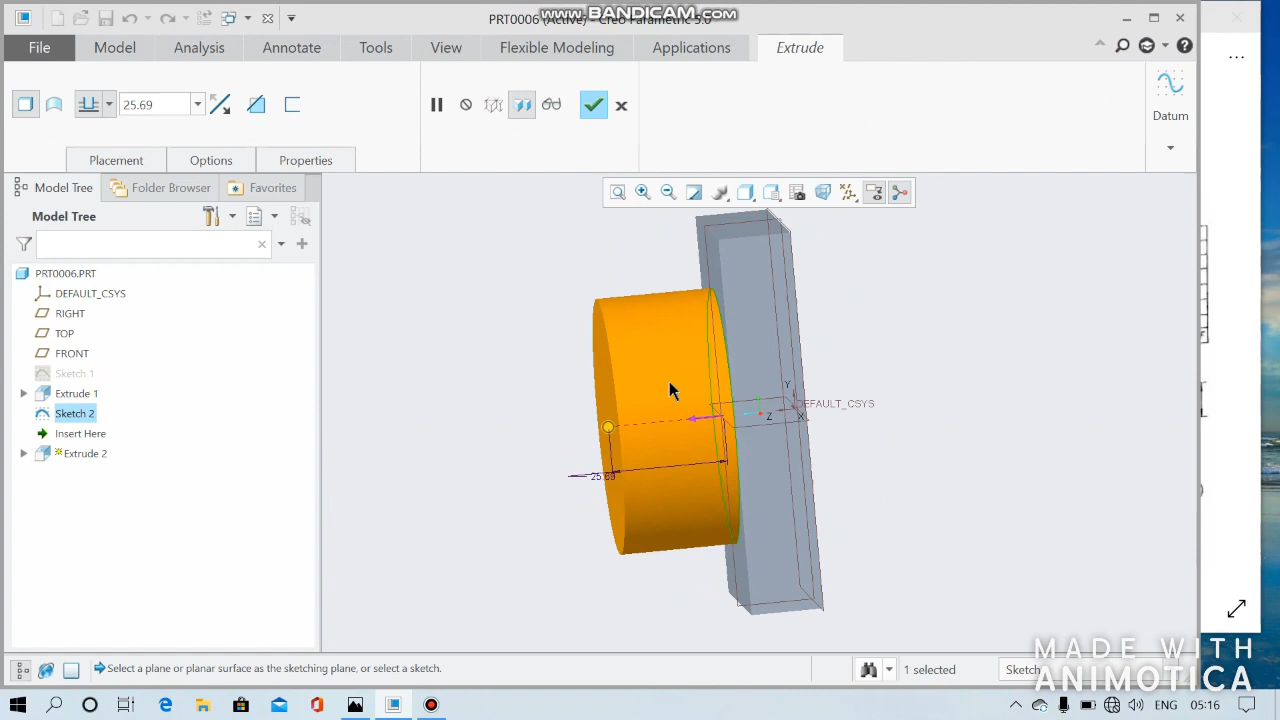 PRT0006 (Active) - Creo Parametric 5.0
www.BANDICAM.com
File Model Analysis Annotate Tools View Flexible Modeling Applications Extrude
25.69
Datum
Placement Options Properties
Model Tree Folder Browser Favorites
Model Tree
PRT0006.PRT
DEFAULT_CSYS
RIGHT
TOP
FRONT
Sketch 1
Extrude 1
Sketch 2
Insert Here
Extrude 2
Y
DEFAULT_CSYS
Z
X
25.69
Select a plane or planar surface as the sketching plane, or select a sketch.
1 selected
Sketch
MADE WITH
ANIMOTICA
ENG
05:16